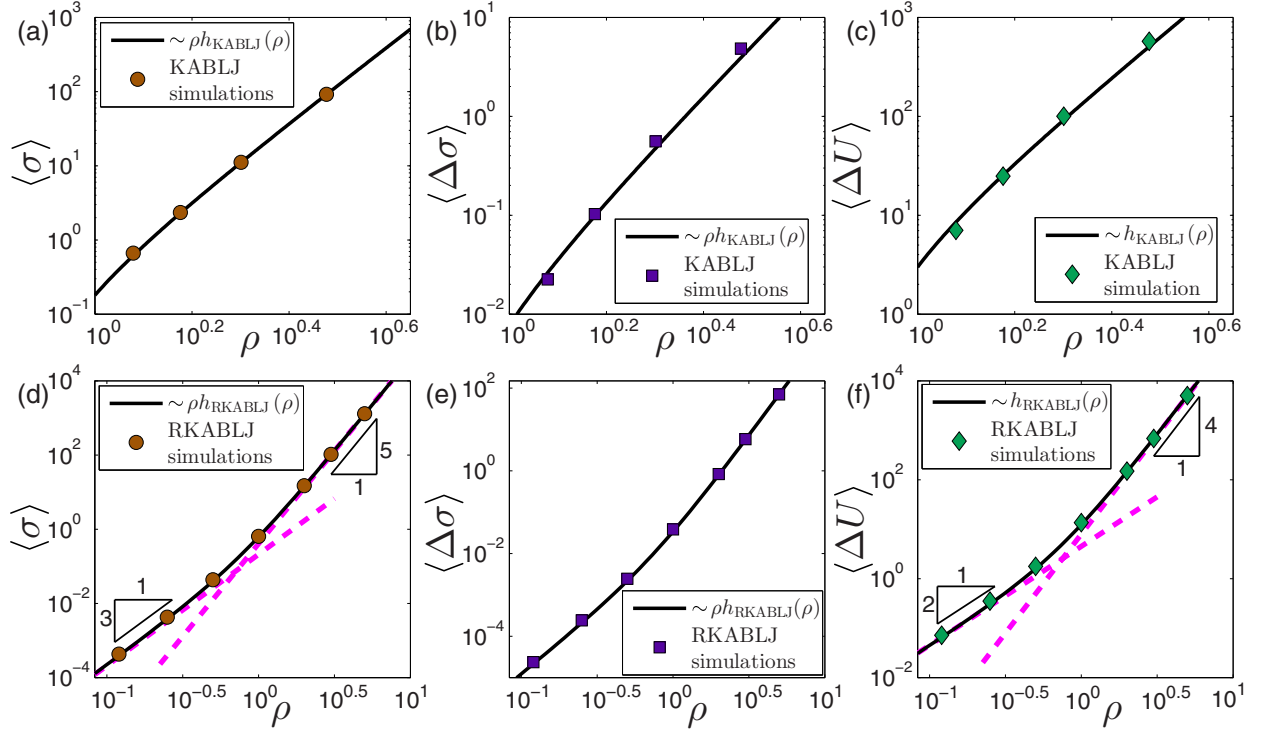 (a)
∼ρh_KABLJ(ρ)
KABLJ
simulations
⟨σ⟩
10^3
10^2
10^1
10^0
10^-1
10^0 10^0.2 10^0.4 10^0.6
ρ
(b)
⟨Δσ⟩
10^1
10^0
10^-1
10^-2
∼ρh_KABLJ(ρ)
KABLJ
simulations
10^0 10^0.2 10^0.4 10^0.6
ρ
(c)
⟨ΔU⟩
10^3
10^2
10^1
10^0
∼h_KABLJ(ρ)
KABLJ
simulation
10^0 10^0.2 10^0.4 10^0.6
ρ
(d)
∼ρh_RKABLJ(ρ)
RKABLJ
simulations
⟨σ⟩
10^4
10^2
10^0
10^-2
10^-4
5
1
1
3
10^-1 10^-0.5 10^0 10^0.5 10^1
ρ
(e)
⟨Δσ⟩
10^2
10^0
10^-2
10^-4
∼ρh_RKABLJ(ρ)
RKABLJ
simulations
10^-1 10^-0.5 10^0 10^0.5 10^1
ρ
(f)
∼h_RKABLJ(ρ)
RKABLJ
simulations
⟨ΔU⟩
10^4
10^2
10^0
10^-2
4
1
1
2
10^-1 10^-0.5 10^0 10^0.5 10^1
ρ